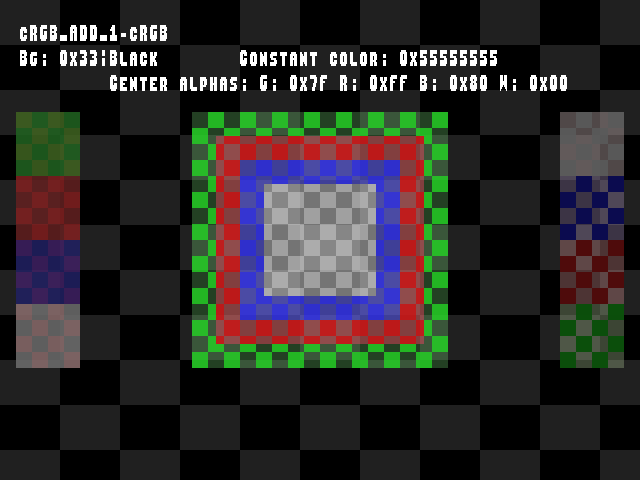 cRGB_ADD_1-cRGB
Bg: 0x33¦Black Constant color: 0x55555555
Center alphas: G: 0x7f R: 0xff B: 0x80 W: 0x00